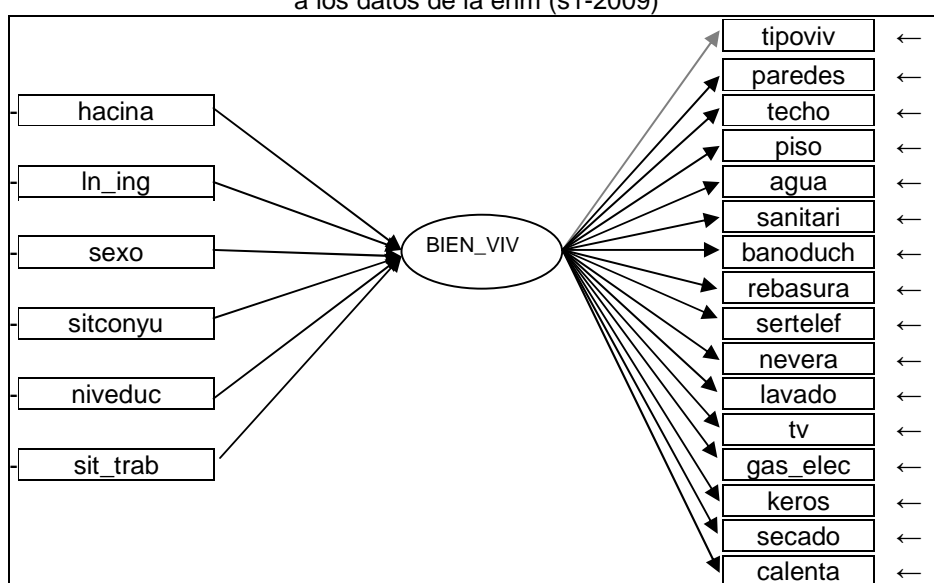 a los datos de la ehm (s1-2009)
hacina
ln_ing
sexo
sitconyu
niveduc
sit_trab
BIEN_VIV
tipoviv
paredes
techo
piso
agua
sanitari
banoduch
rebasura
sertelef
nevera
lavado
tv
gas_elec
keros
secado
calenta